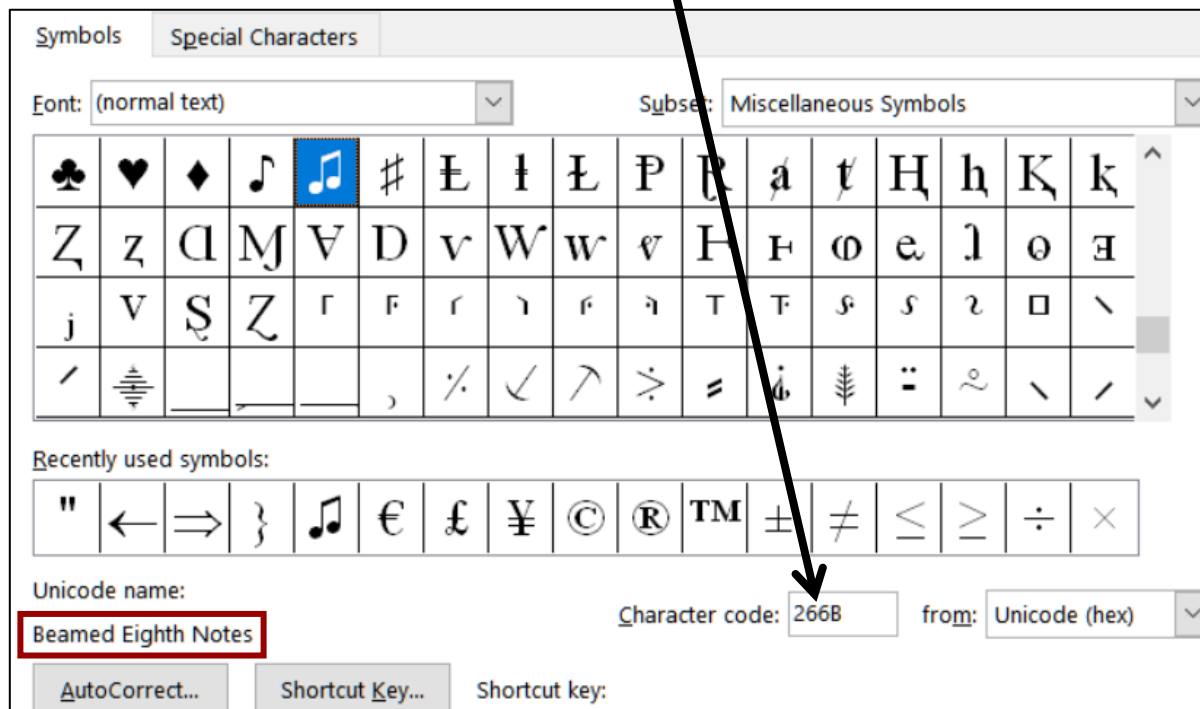 Symbols Special Characters
Font: (normal text) Subset: Miscellaneous Symbols
♣ ♥ ♦ ♪ ♫ ♯ Ⱡ ⱡ Ɫ Ᵽ Ɽ ⱥ ⱦ Ⱨ ⱨ Ⱪ ⱪ
Ⱬ ⱬ Ɑ Ɱ Ɐ Ɒ ⱱ Ⱳ ⱳ ⱴ Ⱶ ⱶ ⱷ ⱸ ⱹ ⱺ ⱻ
ⱼ ⱽ Ȿ Ɀ ⸀ ⸁ ⸂ ⸃ ⸄ ⸅ ⸆ ⸇ ⸈ ⸉ ⸊ ⸋ ⸌
⸍ ⸎ ⸏ ⸐ ⸑ ⸒ ⸓ ⸔ ⸕ ⸖ ⸗ ⸘ ⸙ ⸚ ⸛ ⸜ ⸝
Recently used symbols:
" ← ⇒ } ♫ € £ ¥ © ® ™ ± ≠ ≤ ≥ ÷ ×
Unicode name:
Beamed Eighth Notes Character code: 266B from: Unicode (hex)
AutoCorrect... Shortcut Key... Shortcut key: